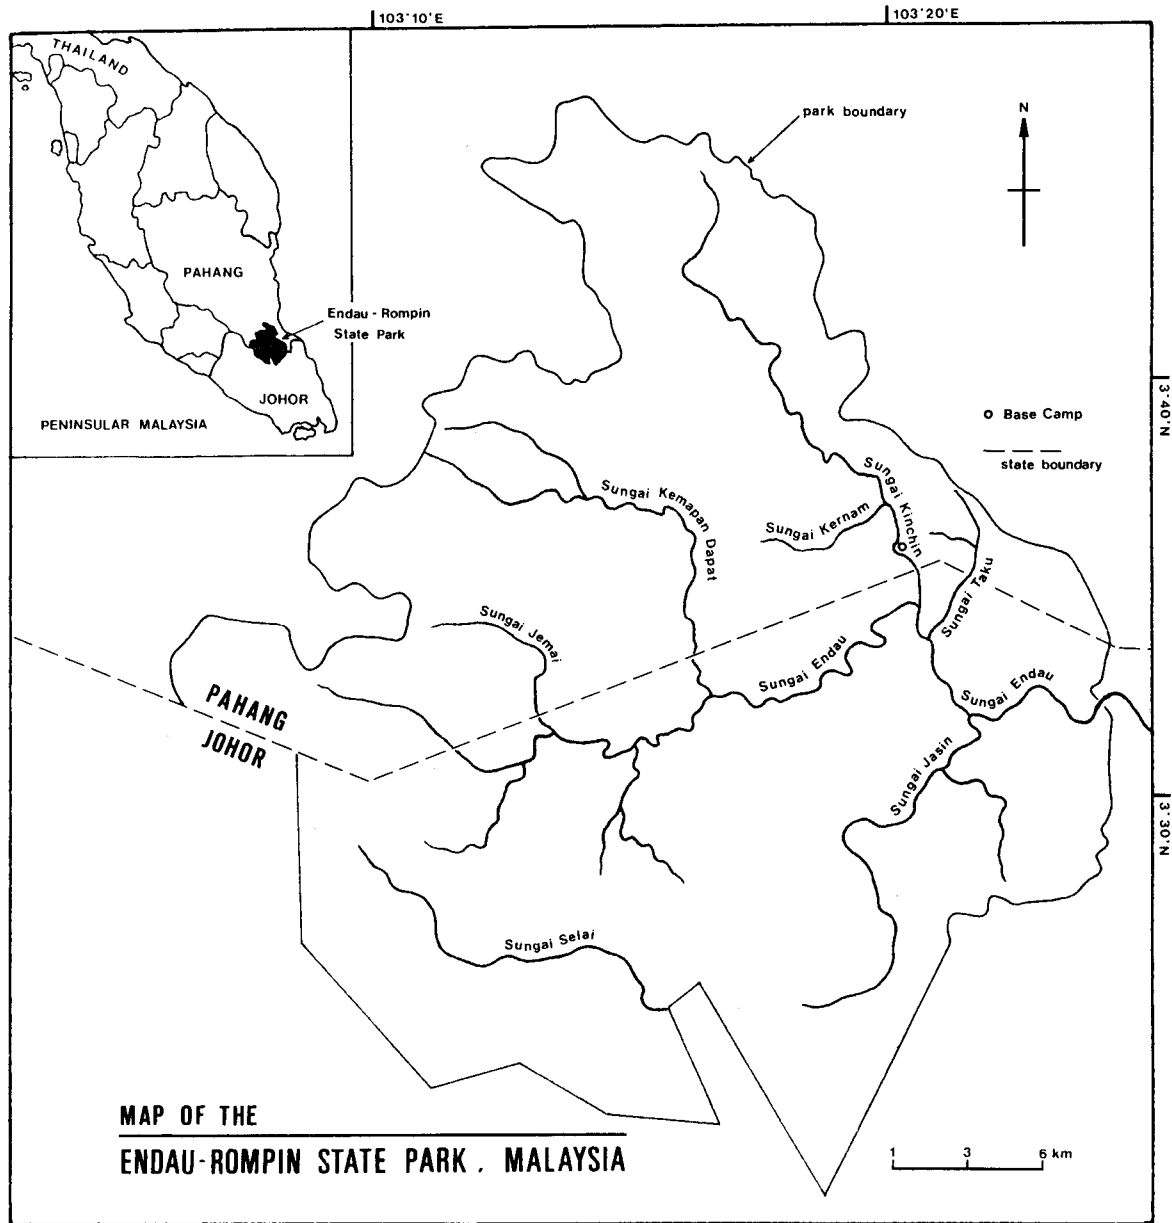 103°10'E
103°20'E
THAILAND
PAHANG
Endau - Rompin
State Park
JOHOR
PENINSULAR MALAYSIA
park boundary
N
3°40'N
Base Camp
state boundary
Sungai Kemapan Dapat
Sungai Kinchin
Sungai Kernam
Sungai Taku
Sungai Jemai
Sungai Endau
Sungai Endau
PAHANG
JOHOR
Sungai Jasin
3°30'N
Sungai Selai
MAP OF THE
ENDAU-ROMPIN STATE PARK. MALAYSIA
1 3 6 km